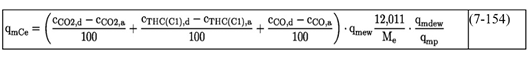 q_mCe = ( (c_CO2,d − c_CO2,a)/100 + (c_THC(C1),d − c_THC(C1),a)/100 + (c_CO,d − c_CO,a)/100 ) · q_mew · 12,011/M_e · q_mdew/q_mp (7-154)